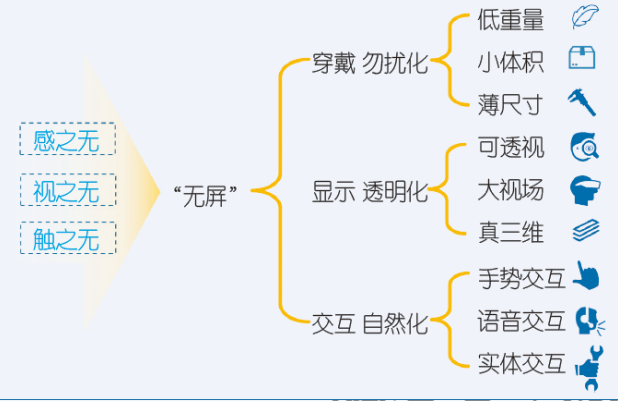 感之无
视之无
触之无
“无屏”
穿戴 勿扰化
低重量
小体积
薄尺寸
显示 透明化
可透视
大视场
真三维
交互 自然化
手势交互
语音交互
实体交互